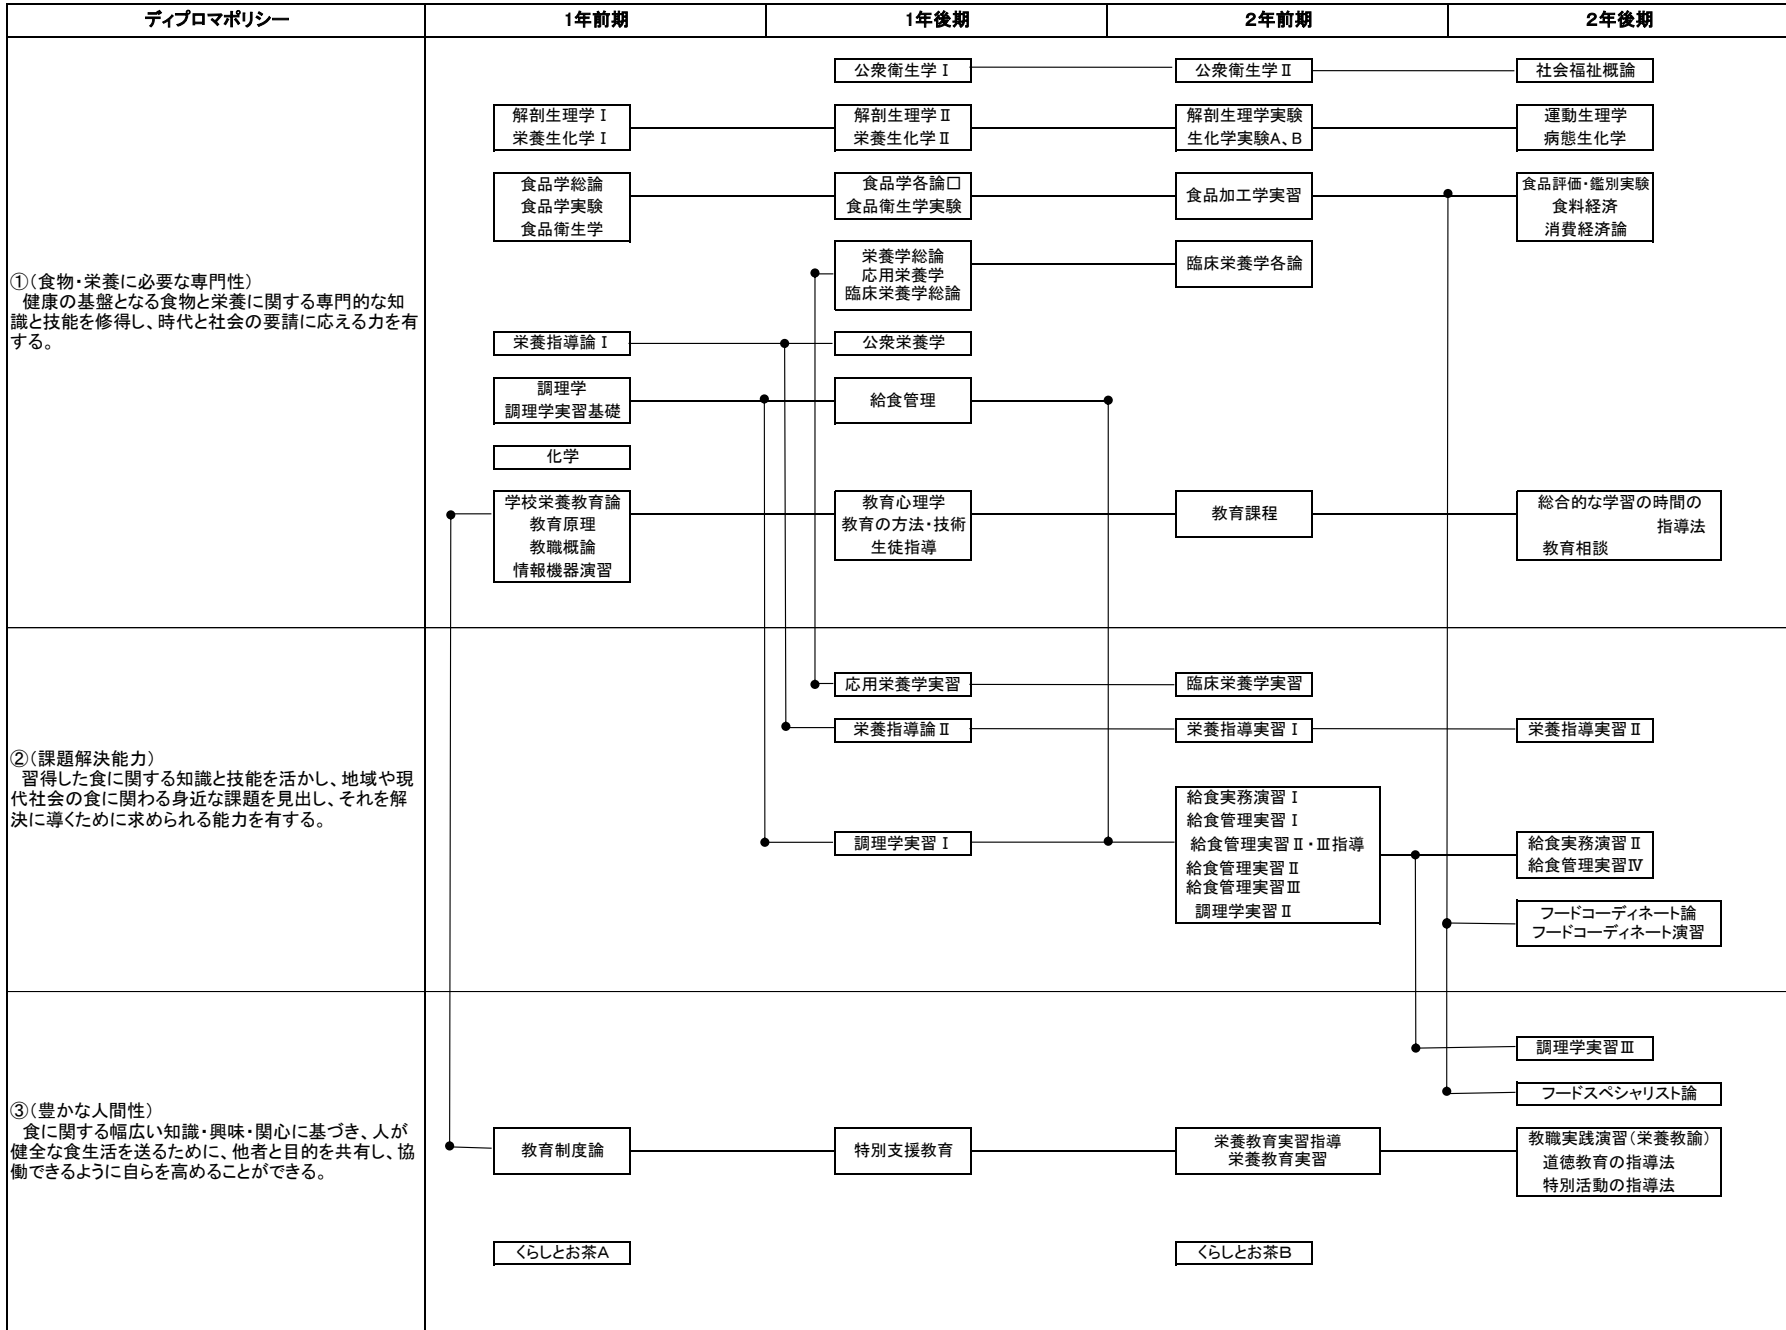 ディプロマポリシー
1年前期
1年後期
2年前期
2年後期
①(食物・栄養に必要な専門性)
健康の基盤となる食物と栄養に関する専門的な知
識と技能を修得し、時代と社会の要請に応える力を有
する。
公衆衛生学Ⅰ
公衆衛生学Ⅱ
社会福祉概論
解剖生理学Ⅰ
栄養生化学Ⅰ
解剖生理学Ⅱ
栄養生化学Ⅱ
解剖生理学実験
生化学実験A、B
運動生理学
病態生化学
食品学総論
食品学実験
食品衛生学
食品学各論□
食品衛生学実験
食品加工学実習
食品評価・鑑別実験
食料経済
消費経済論
栄養学総論
応用栄養学
臨床栄養学総論
臨床栄養学各論
栄養指導論Ⅰ
公衆栄養学
調理学
調理学実習基礎
給食管理
化学
学校栄養教育論
教育原理
教職概論
情報機器演習
教育心理学
教育の方法・技術
生徒指導
教育課程
総合的な学習の時間の
指導法
教育相談
②(課題解決能力)
習得した食に関する知識と技能を活かし、地域や現
代社会の食に関わる身近な課題を見出し、それを解
決に導くために求められる能力を有する。
応用栄養学実習
臨床栄養学実習
栄養指導論Ⅱ
栄養指導実習Ⅰ
栄養指導実習Ⅱ
調理学実習Ⅰ
給食実務演習Ⅰ
給食管理実習Ⅰ
給食管理実習Ⅱ・Ⅲ指導
給食管理実習Ⅱ
給食管理実習Ⅲ
調理学実習Ⅱ
給食実務演習Ⅱ
給食管理実習Ⅳ
フードコーディネート論
フードコーディネート演習
③(豊かな人間性)
食に関する幅広い知識・興味・関心に基づき、人が
健全な食生活を送るために、他者と目的を共有し、協
働できるように自らを高めることができる。
調理学実習Ⅲ
フードスペシャリスト論
教育制度論
特別支援教育
栄養教育実習指導
栄養教育実習
教職実践演習(栄養教諭)
道徳教育の指導法
特別活動の指導法
くらしとお茶A
くらしとお茶B